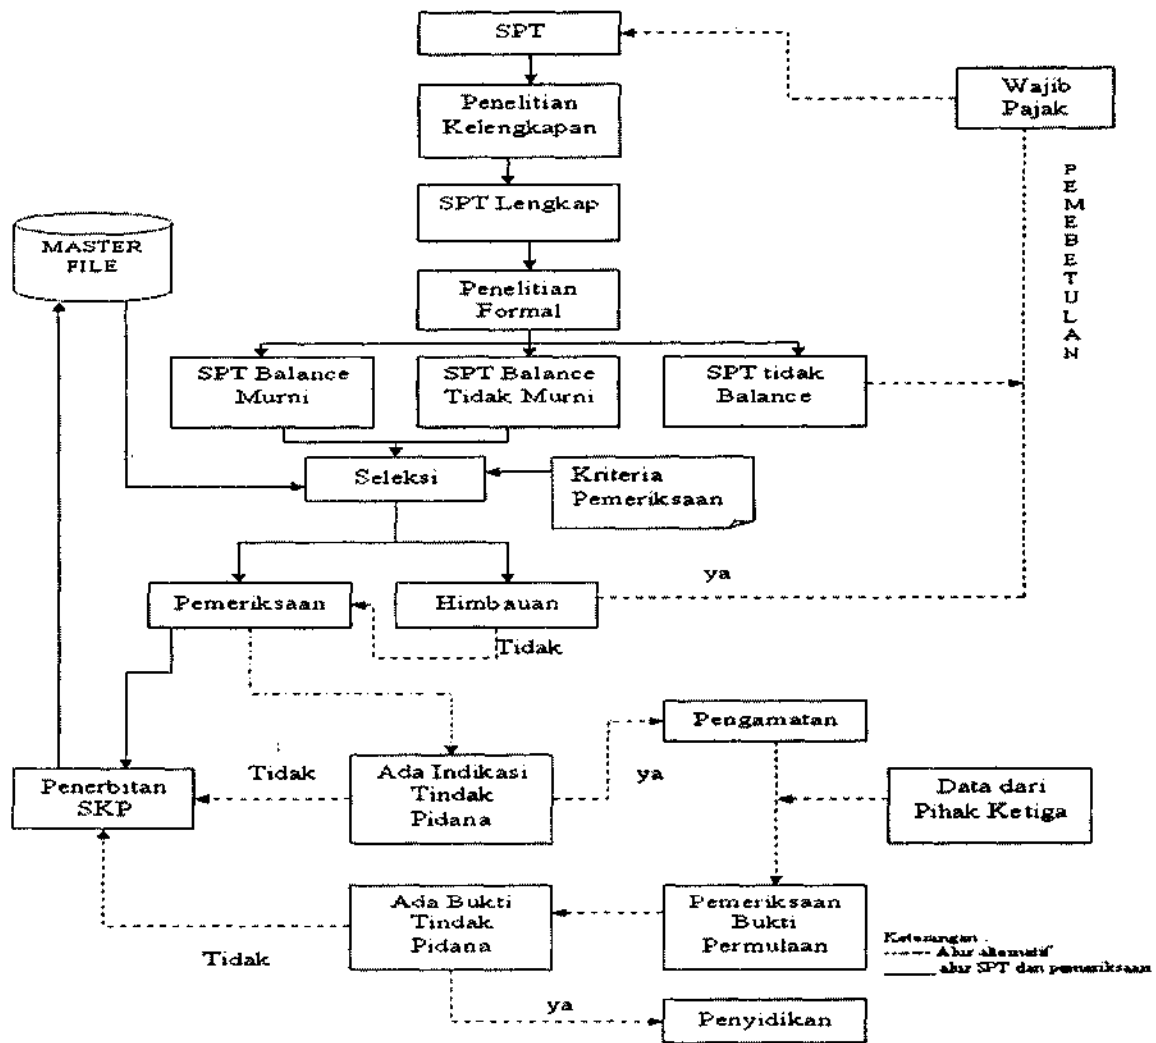 SPT
Wajib
Pajak
Penelitian
Kelengkapan
PEMEBETULAN
SPT Lengkap
MASTER
FILE
Penelitian
Formal
SPT Balance
Murni
SPT Balance
Tidak Murni
SPT tidak
Balance
Seleksi
Kriteria
Pemeriksaan
ya
Pemeriksaan
Himbauan
Tidak
Pengamatan
Tidak
ya
Penerbitan
SKP
Ada Indikasi
Tindak
Pidana
Data dari
Pihak Ketiga
Ada Bukti
Tindak
Pidana
Pemeriksaan
Bukti
Permulaan
Tidak
Keterangan :
Alur alternatif
alur SPT dan pemeriksaan
ya
Penyidikan